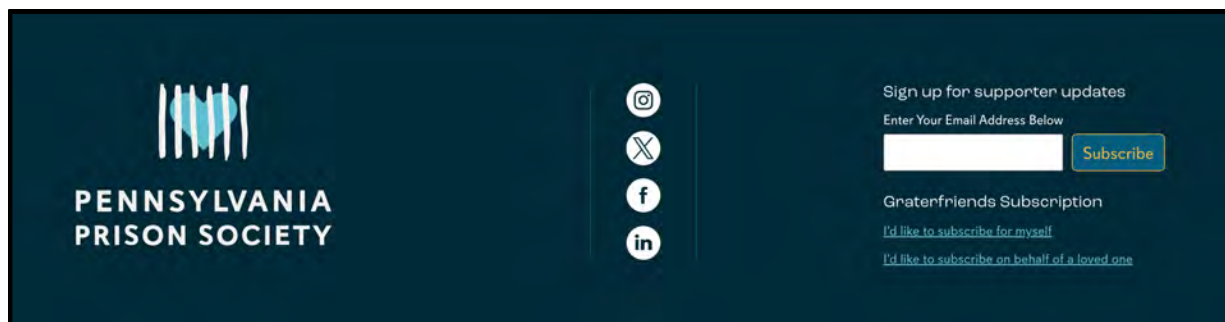 PENNSYLVANIA
PRISON SOCIETY
Sign up for supporter updates
Enter Your Email Address Below
Subscribe
Graterfriends Subscription
I'd like to subscribe for myself
I'd like to subscribe on behalf of a loved one